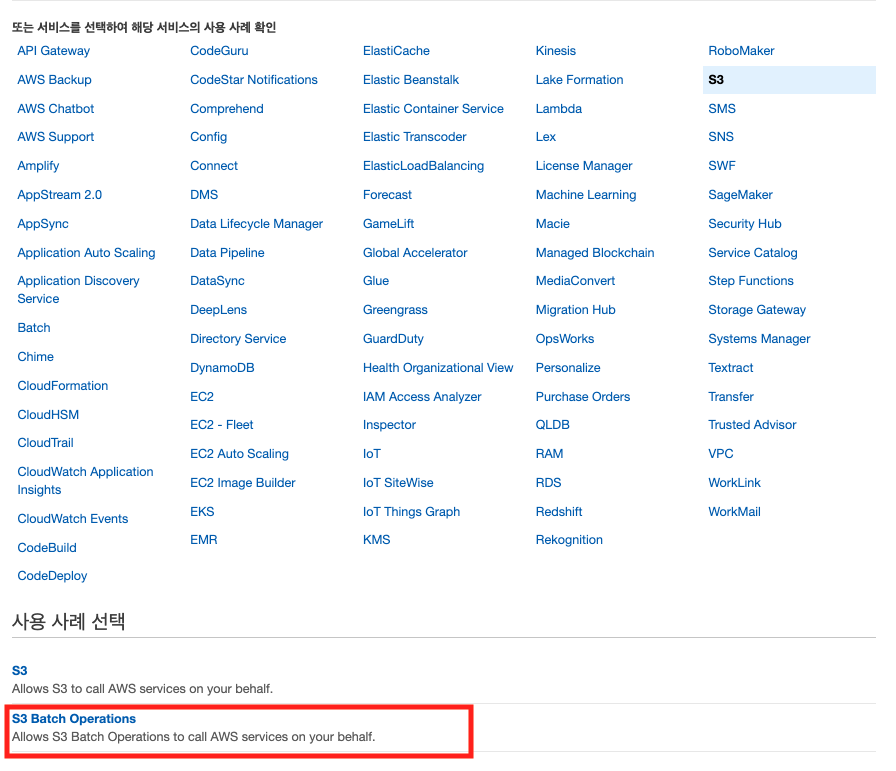 또는 서비스를 선택하여 해당 서비스의 사용 사례 확인
API Gateway
AWS Backup
AWS Chatbot
AWS Support
Amplify
AppStream 2.0
AppSync
Application Auto Scaling
Application Discovery
Service
Batch
Chime
CloudFormation
CloudHSM
CloudTrail
CloudWatch Application
Insights
CloudWatch Events
CodeBuild
CodeDeploy
CodeGuru
CodeStar Notifications
Comprehend
Config
Connect
DMS
Data Lifecycle Manager
Data Pipeline
DataSync
DeepLens
Directory Service
DynamoDB
EC2
EC2 - Fleet
EC2 Auto Scaling
EC2 Image Builder
EKS
EMR
ElastiCache
Elastic Beanstalk
Elastic Container Service
Elastic Transcoder
ElasticLoadBalancing
Forecast
GameLift
Global Accelerator
Glue
Greengrass
GuardDuty
Health Organizational View
IAM Access Analyzer
Inspector
IoT
IoT SiteWise
IoT Things Graph
KMS
Kinesis
Lake Formation
Lambda
Lex
License Manager
Machine Learning
Macie
Managed Blockchain
MediaConvert
Migration Hub
OpsWorks
Personalize
Purchase Orders
QLDB
RAM
RDS
Redshift
Rekognition
RoboMaker
S3
SMS
SNS
SWF
SageMaker
Security Hub
Service Catalog
Step Functions
Storage Gateway
Systems Manager
Textract
Transfer
Trusted Advisor
VPC
WorkLink
WorkMail
사용 사례 선택
S3
Allows S3 to call AWS services on your behalf.
S3 Batch Operations
Allows S3 Batch Operations to call AWS services on your behalf.